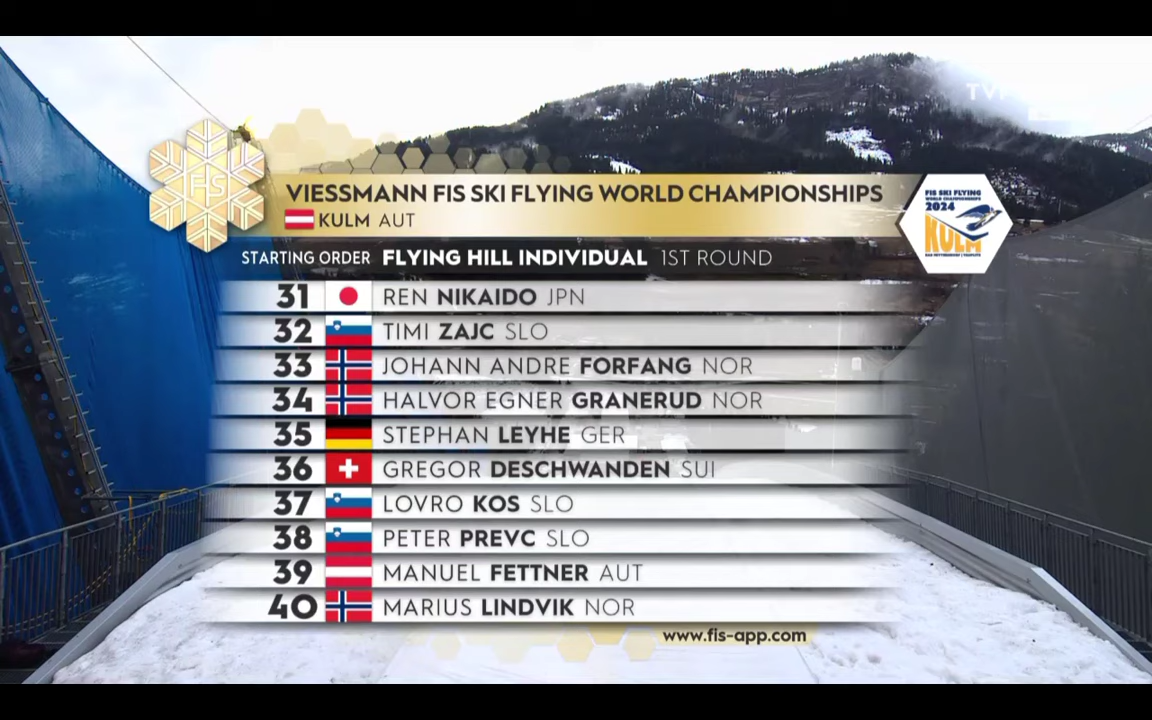 TVP
FIS
VIESSMANN FIS SKI FLYING WORLD CHAMPIONSHIPS
KULM AUT
FIS SKI FLYING
WORLD CHAMPIONSHIPS
2024
KULM
STARTING ORDER FLYING HILL INDIVIDUAL 1ST ROUND
31 REN NIKAIDO JPN
32 TIMI ZAJC SLO
33 JOHANN ANDRE FORFANG NOR
34 HALVOR EGNER GRANERUD NOR
35 STEPHAN LEYHE GER
36 GREGOR DESCHWANDEN SUI
37 LOVRO KOS SLO
38 PETER PREVC SLO
39 MANUEL FETTNER AUT
40 MARIUS LINDVIK NOR
www.fis-app.com